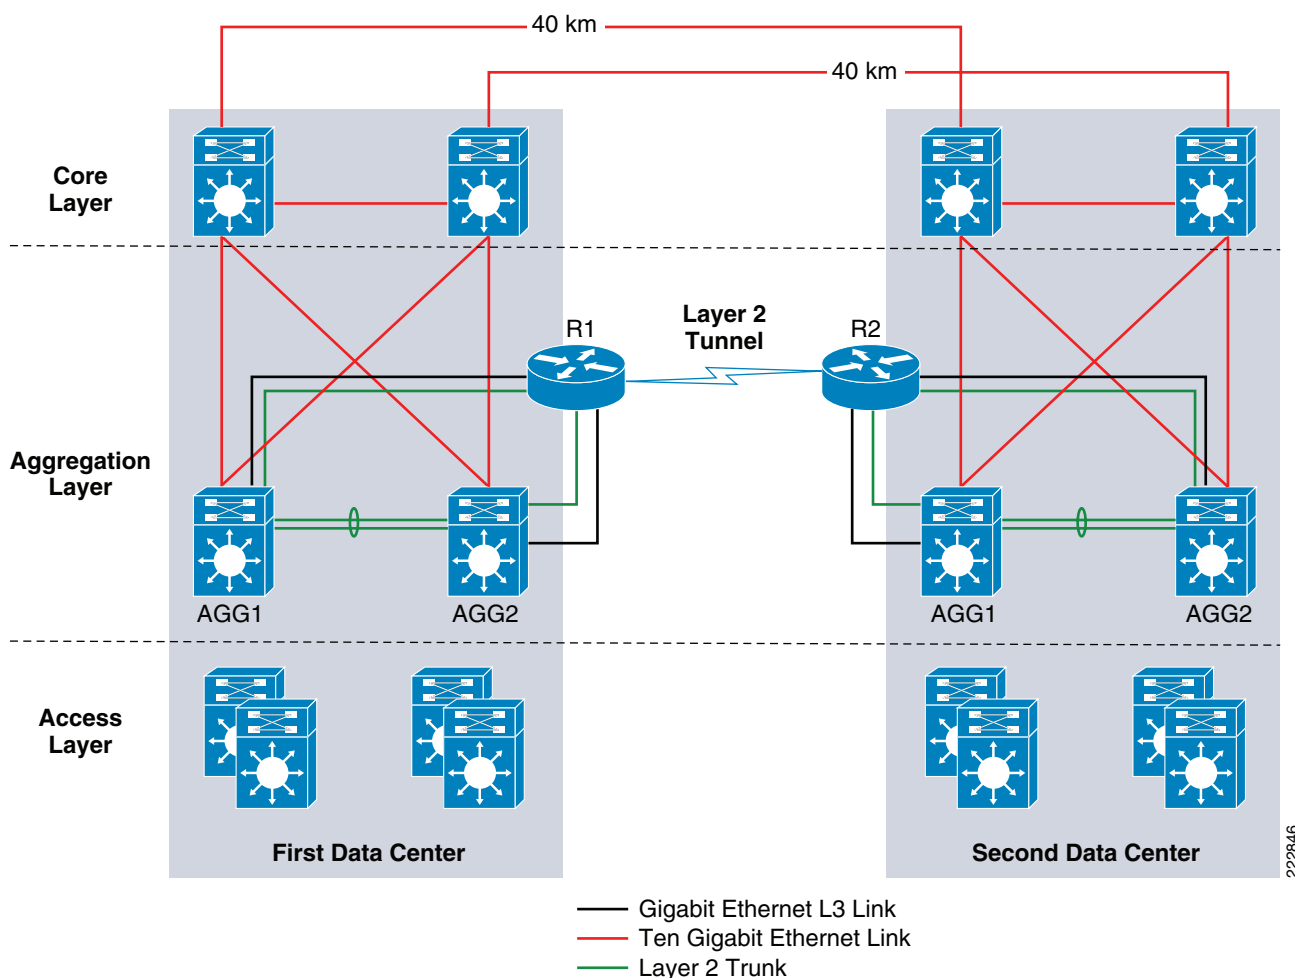 40 km
40 km
Core
Layer
Layer 2
Tunnel
R1
R2
Aggregation
Layer
AGG1
AGG2
AGG1
AGG2
Access
Layer
First Data Center
Second Data Center
222846
Gigabit Ethernet L3 Link
Ten Gigabit Ethernet Link
Layer 2 Trunk